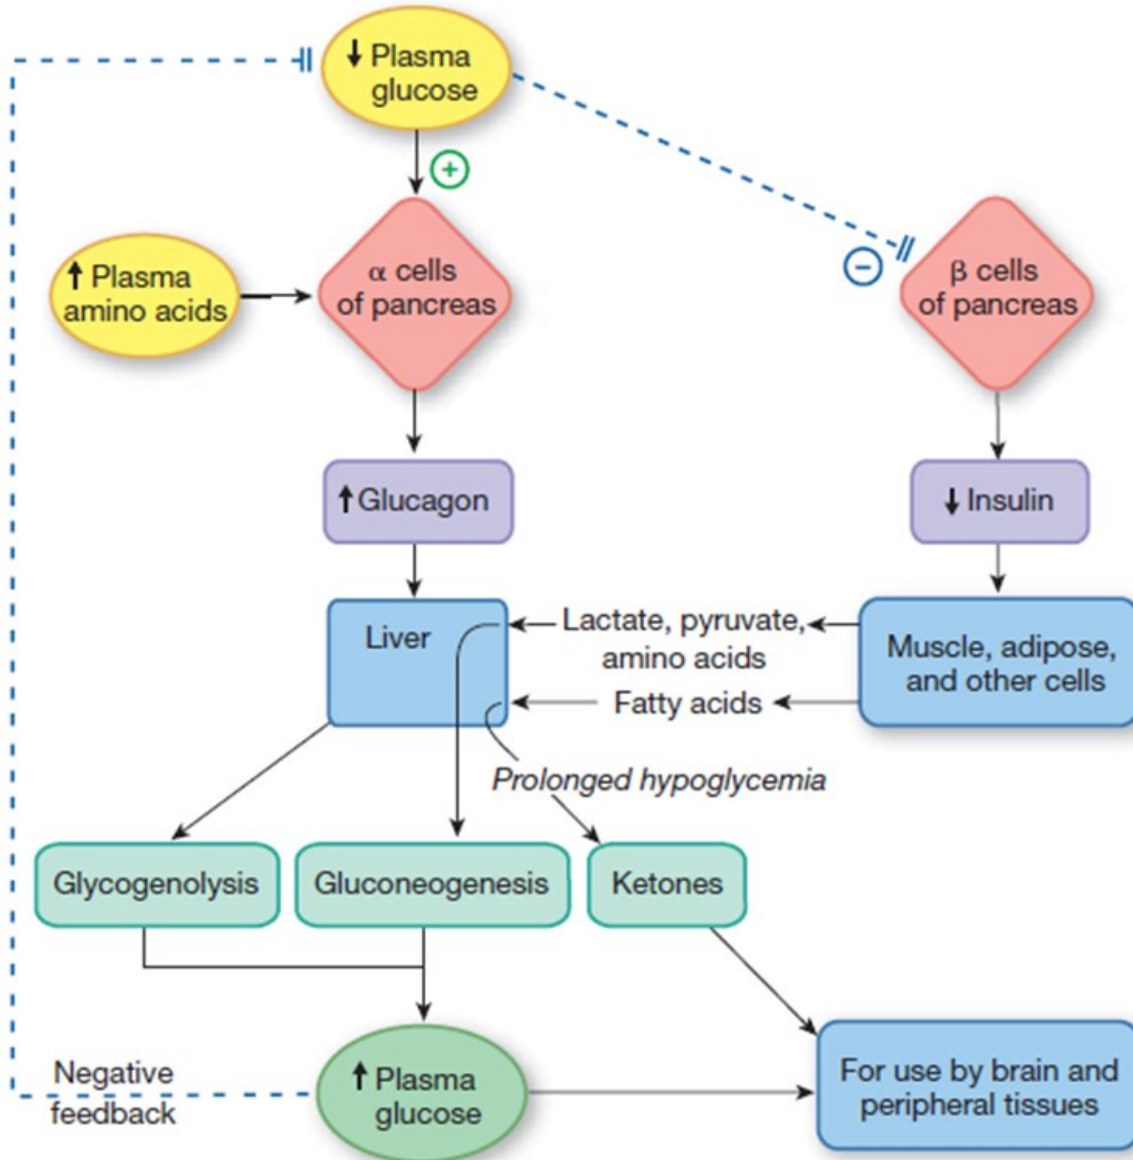 ↓ Plasma
glucose
+
↑ Plasma
amino acids
α cells
of pancreas
−
β cells
of pancreas
↑ Glucagon
↓ Insulin
Liver
Lactate, pyruvate,
amino acids
Fatty acids
Muscle, adipose,
and other cells
Prolonged hypoglycemia
Glycogenolysis
Gluconeogenesis
Ketones
Negative
feedback
↑ Plasma
glucose
For use by brain and
peripheral tissues